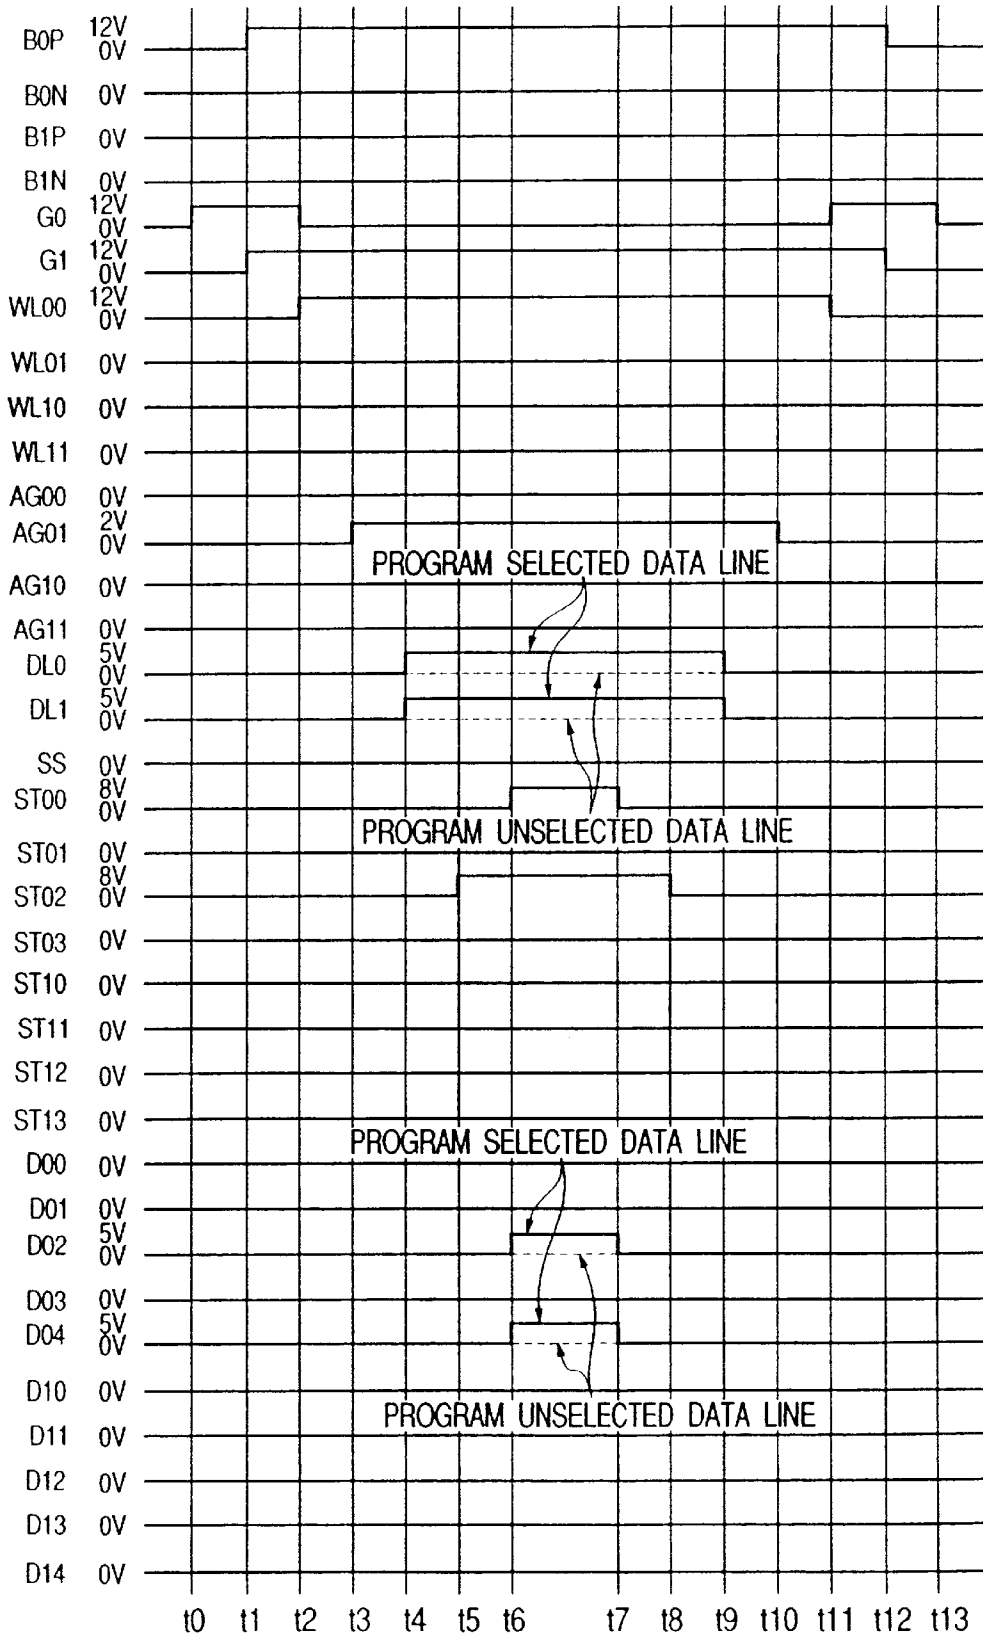 B0P 12V 0V
B0N 0V
B1P 0V
B1N 0V
G0 12V 0V
G1 12V 0V
WL00 12V 0V
WL01 0V
WL10 0V
WL11 0V
AG00 0V
AG01 2V 0V
PROGRAM SELECTED DATA LINE
AG10 0V
AG11 0V
DL0 5V 0V
DL1 5V 0V
SS 0V
ST00 8V 0V
PROGRAM UNSELECTED DATA LINE
ST01 0V
ST02 8V 0V
ST03 0V
ST10 0V
ST11 0V
ST12 0V
ST13 0V
PROGRAM SELECTED DATA LINE
D00 0V
D01 0V
D02 5V 0V
D03 0V
D04 5V 0V
D10 0V
PROGRAM UNSELECTED DATA LINE
D11 0V
D12 0V
D13 0V
D14 0V
t0 t1 t2 t3 t4 t5 t6 t7 t8 t9 t10 t11 t12 t13